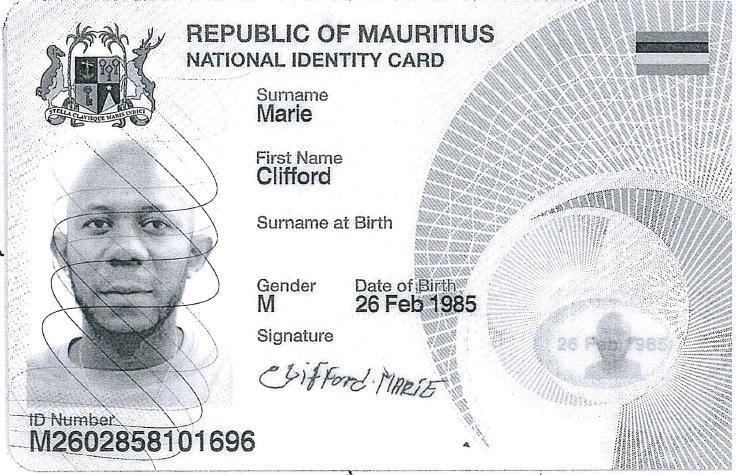 REPUBLIC OF MAURITIUS
NATIONAL IDENTITY CARD
STELLA CLAVISQUE MARIS INDICI
Surname
Marie
First Name
Clifford
Surname at Birth
Gender
M
Date of Birth
26 Feb 1985
Signature
Clifford.MARIE
26 Feb 1985
ID Number
M2602858101696